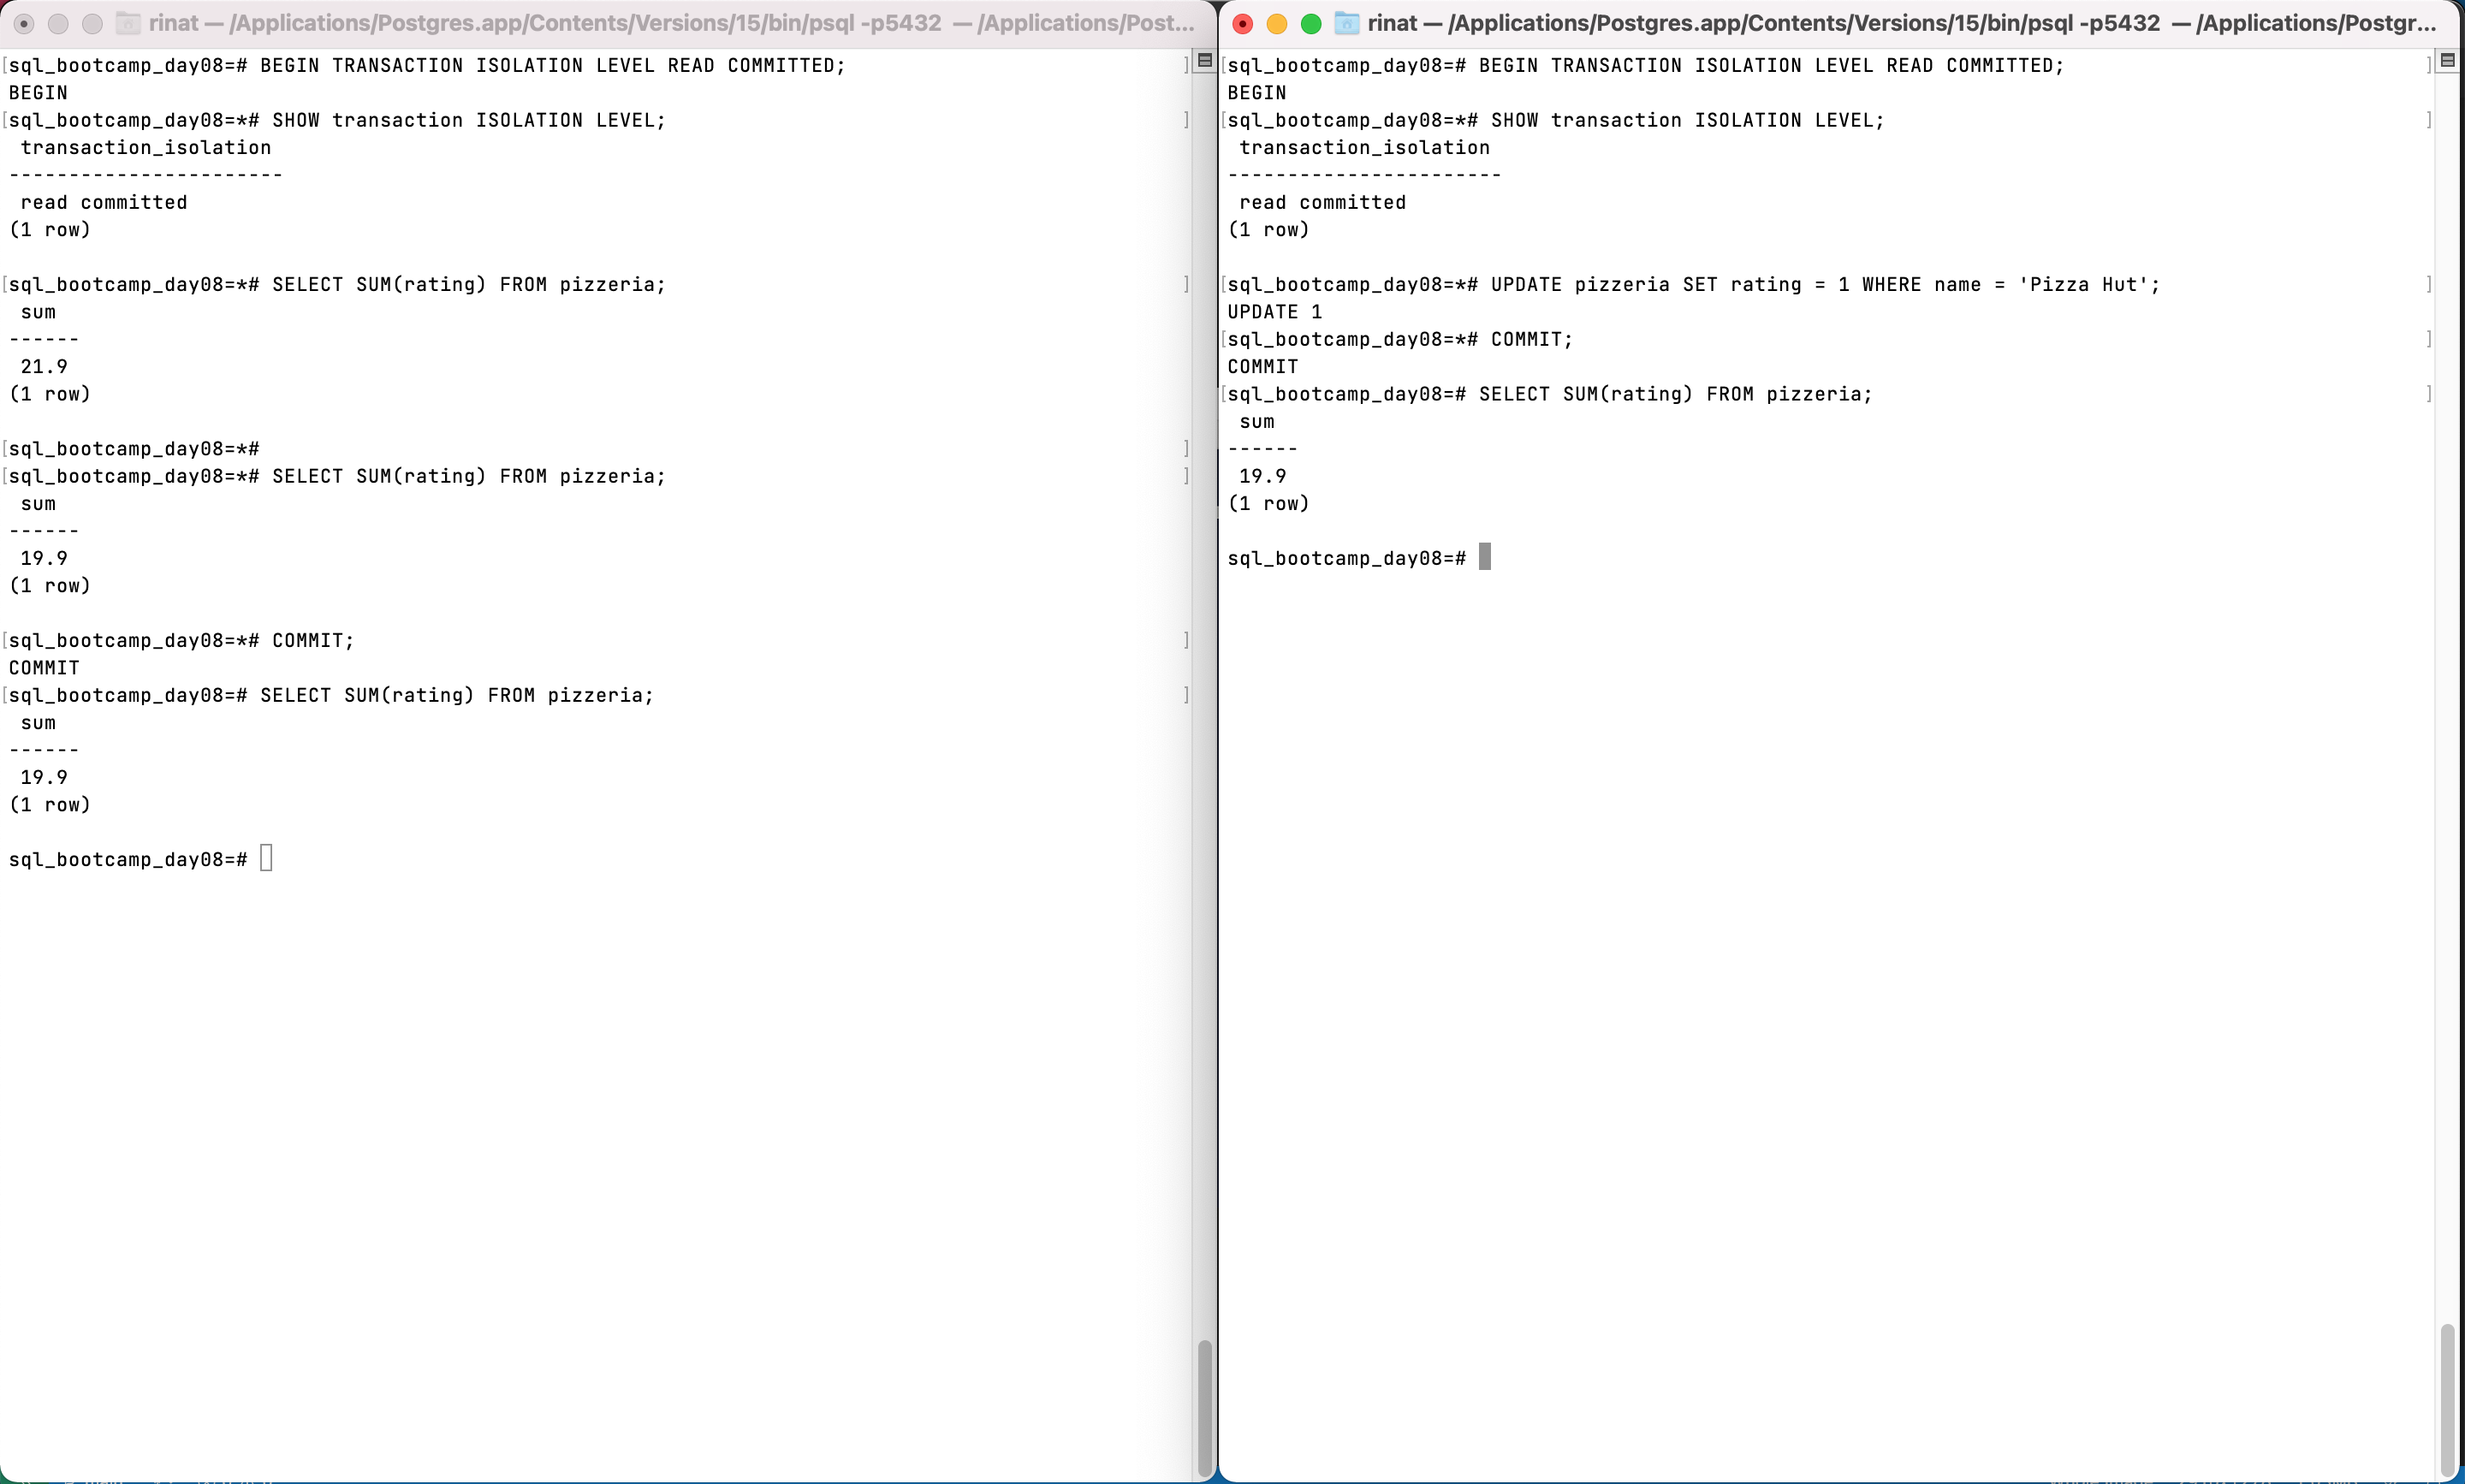 rinat — /Applications/Postgres.app/Contents/Versions/15/bin/psql -p5432 — /Applications/Post...
[sql_bootcamp_day08=# BEGIN TRANSACTION ISOLATION LEVEL READ COMMITTED; ]
BEGIN
[sql_bootcamp_day08=*# SHOW transaction ISOLATION LEVEL; ]
transaction_isolation
-----------------------
read committed
(1 row)
[sql_bootcamp_day08=*# SELECT SUM(rating) FROM pizzeria; ]
sum
------
21.9
(1 row)
[sql_bootcamp_day08=*# ]
[sql_bootcamp_day08=*# SELECT SUM(rating) FROM pizzeria; ]
sum
------
19.9
(1 row)
[sql_bootcamp_day08=*# COMMIT; ]
COMMIT
[sql_bootcamp_day08=# SELECT SUM(rating) FROM pizzeria; ]
sum
------
19.9
(1 row)
sql_bootcamp_day08=#
rinat — /Applications/Postgres.app/Contents/Versions/15/bin/psql -p5432 — /Applications/Postgr...
[sql_bootcamp_day08=# BEGIN TRANSACTION ISOLATION LEVEL READ COMMITTED; ]
BEGIN
[sql_bootcamp_day08=*# SHOW transaction ISOLATION LEVEL; ]
transaction_isolation
-----------------------
read committed
(1 row)
[sql_bootcamp_day08=*# UPDATE pizzeria SET rating = 1 WHERE name = 'Pizza Hut'; ]
UPDATE 1
[sql_bootcamp_day08=*# COMMIT; ]
COMMIT
[sql_bootcamp_day08=# SELECT SUM(rating) FROM pizzeria; ]
sum
------
19.9
(1 row)
sql_bootcamp_day08=#